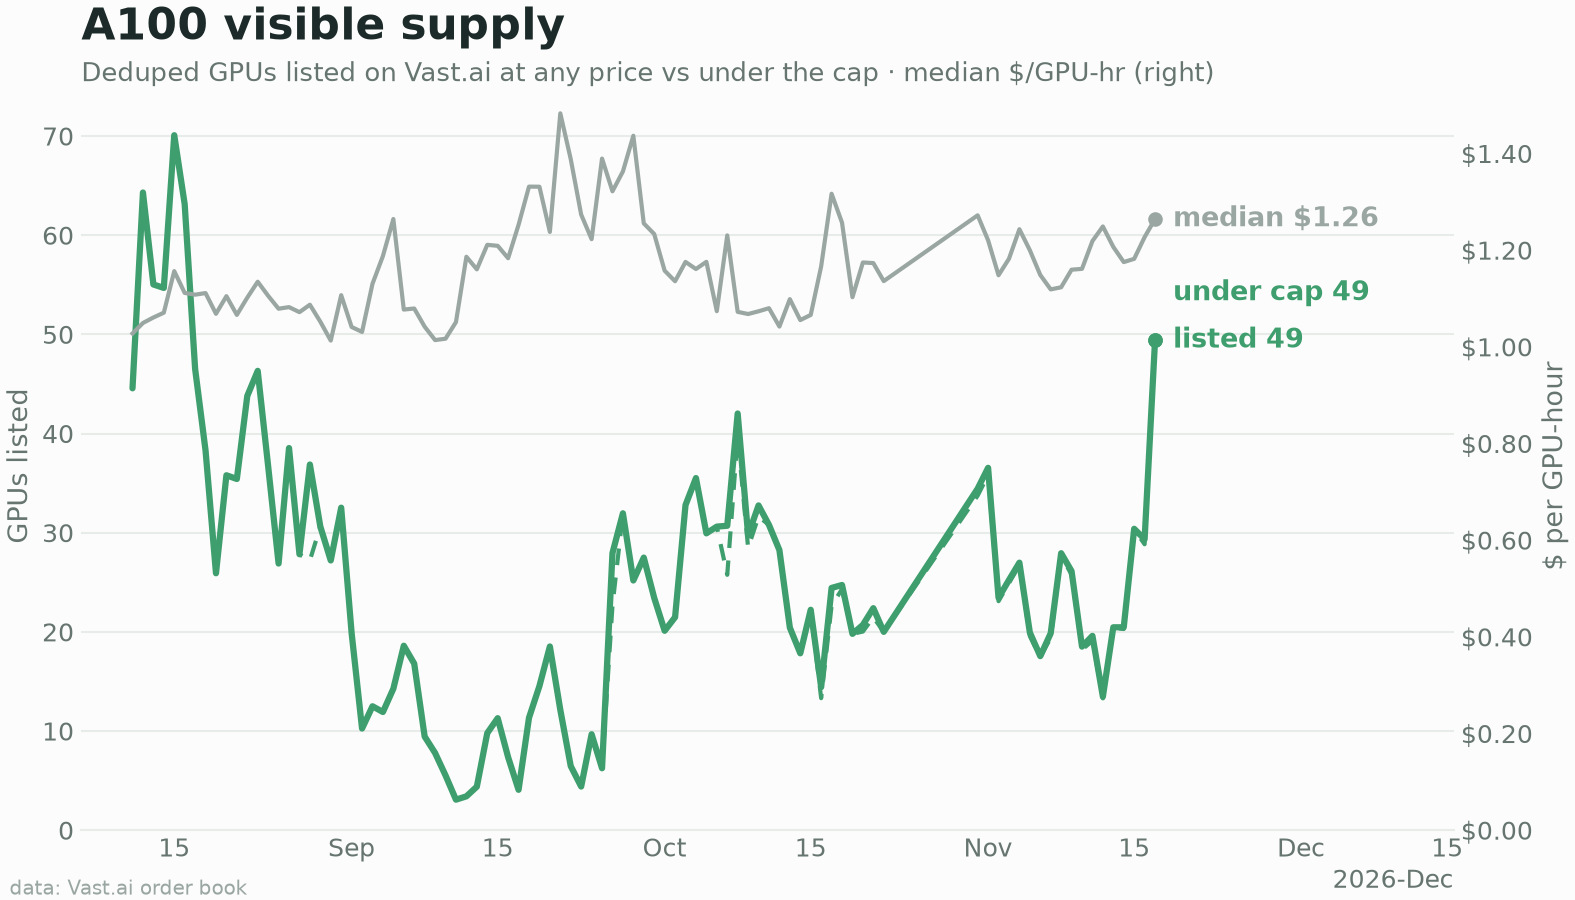 A100 visible supply
Deduped GPUs listed on Vast.ai at any price vs under the cap · median $/GPU-hr (right)
GPUs listed
70
60
50
40
30
20
10
0
$1.40
$1.20
$1.00
$0.80
$0.60
$0.40
$0.20
$0.00
$ per GPU-hour
median $1.26
under cap 49
listed 49
15
Sep
15
Oct
15
Nov
15
Dec
15
2026-Dec
data: Vast.ai order book